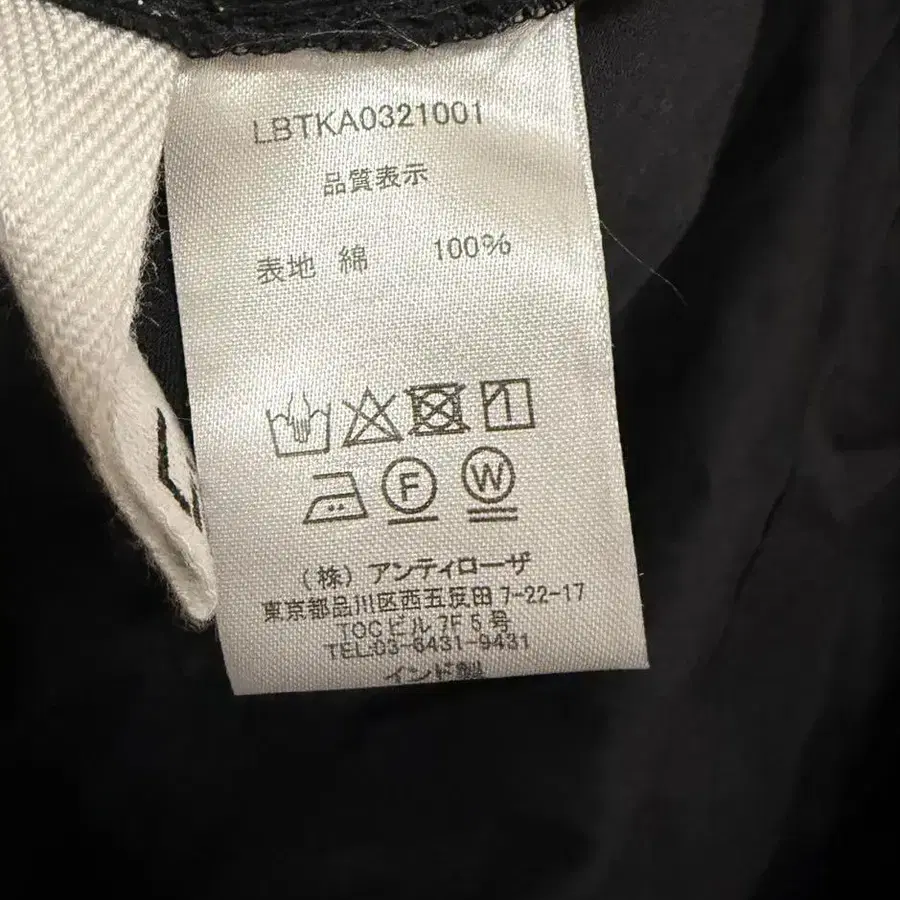 LBTKA0321001
品質表示
表地 綿 100%
F W
(株) アンティローザ
東京都品川区西五反田 7-22-17
TOCビル 7F 5号
TEL:03-6431-9431
インド製